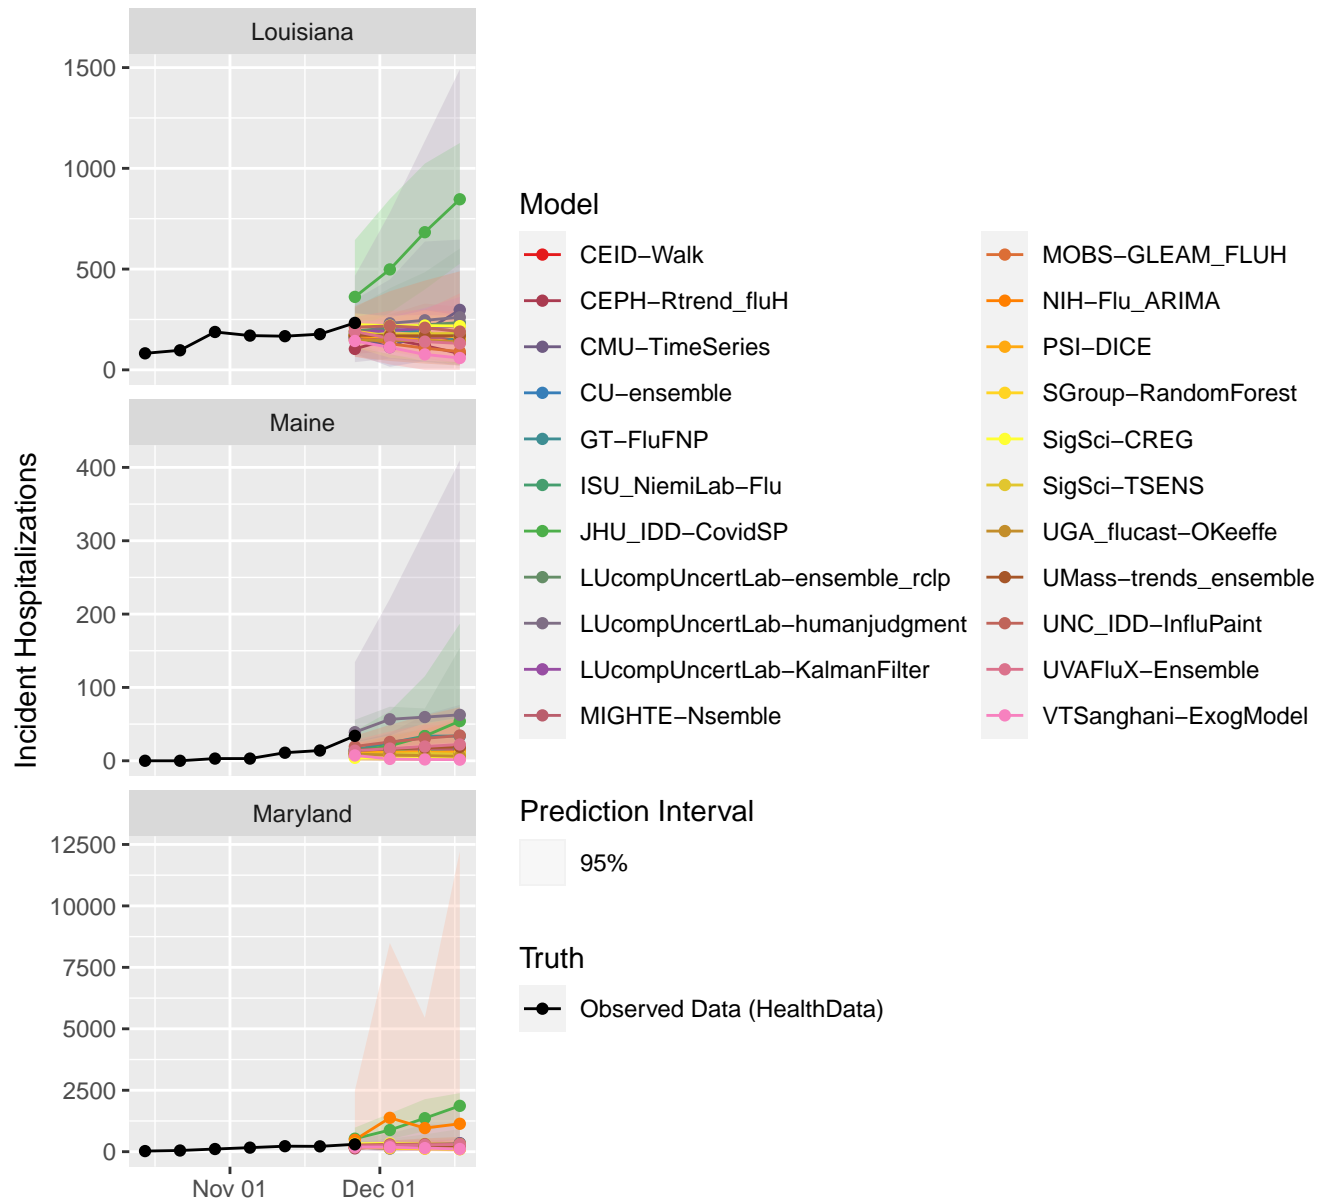 Louisiana
1500
1000
500
0
Maine
400
300
200
100
0
Maryland
12500
10000
7500
5000
2500
0
Nov 01
Dec 01
Incident Hospitalizations
Model
CEID−Walk
CEPH−Rtrend_fluH
CMU−TimeSeries
CU−ensemble
GT−FluFNP
ISU_NiemiLab−Flu
JHU_IDD−CovidSP
LUcompUncertLab−ensemble_rclp
LUcompUncertLab−humanjudgment
LUcompUncertLab−KalmanFilter
MIGHTE−Nsemble
MOBS−GLEAM_FLUH
NIH−Flu_ARIMA
PSI−DICE
SGroup−RandomForest
SigSci−CREG
SigSci−TSENS
UGA_flucast−OKeeffe
UMass−trends_ensemble
UNC_IDD−InfluPaint
UVAFluX−Ensemble
VTSanghani−ExogModel
Prediction Interval
95%
Truth
Observed Data (HealthData)